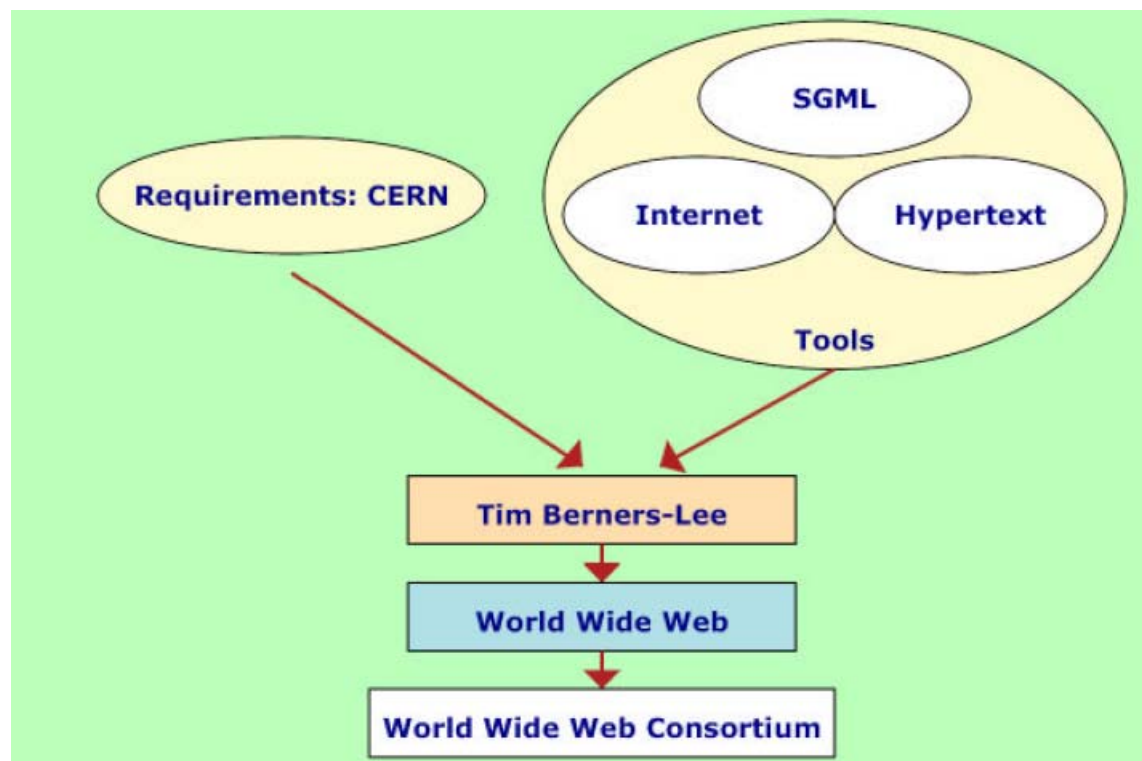 SGML
Requirements: CERN
Internet
Hypertext
Tools
Tim Berners-Lee
World Wide Web
World Wide Web Consortium